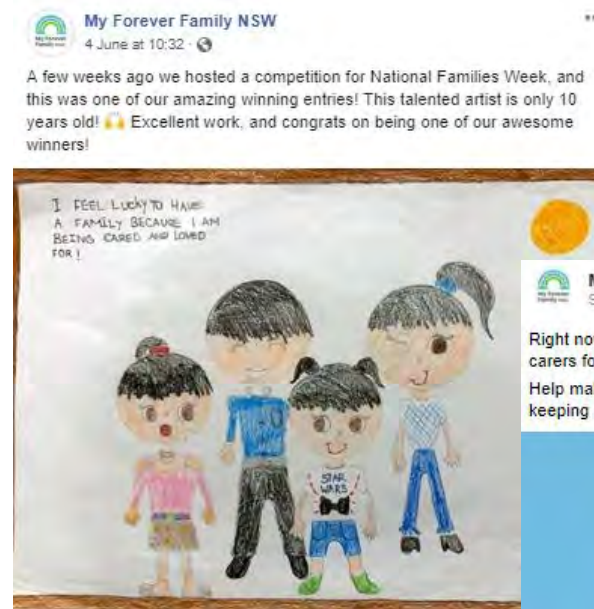 My Forever Family NSW
4 June at 10:32
A few weeks ago we hosted a competition for National Families Week, and
this was one of our amazing winning entries! This talented artist is only 10
years old! 🙌 Excellent work, and congrats on being one of our awesome
winners!
I FEEL LUCKY TO HAVE
A FAMILY BECAUSE I AM
BEING CARED AND LOVED
FOR!
STAR
WARS
Right no
carers fo
Help ma
keeping